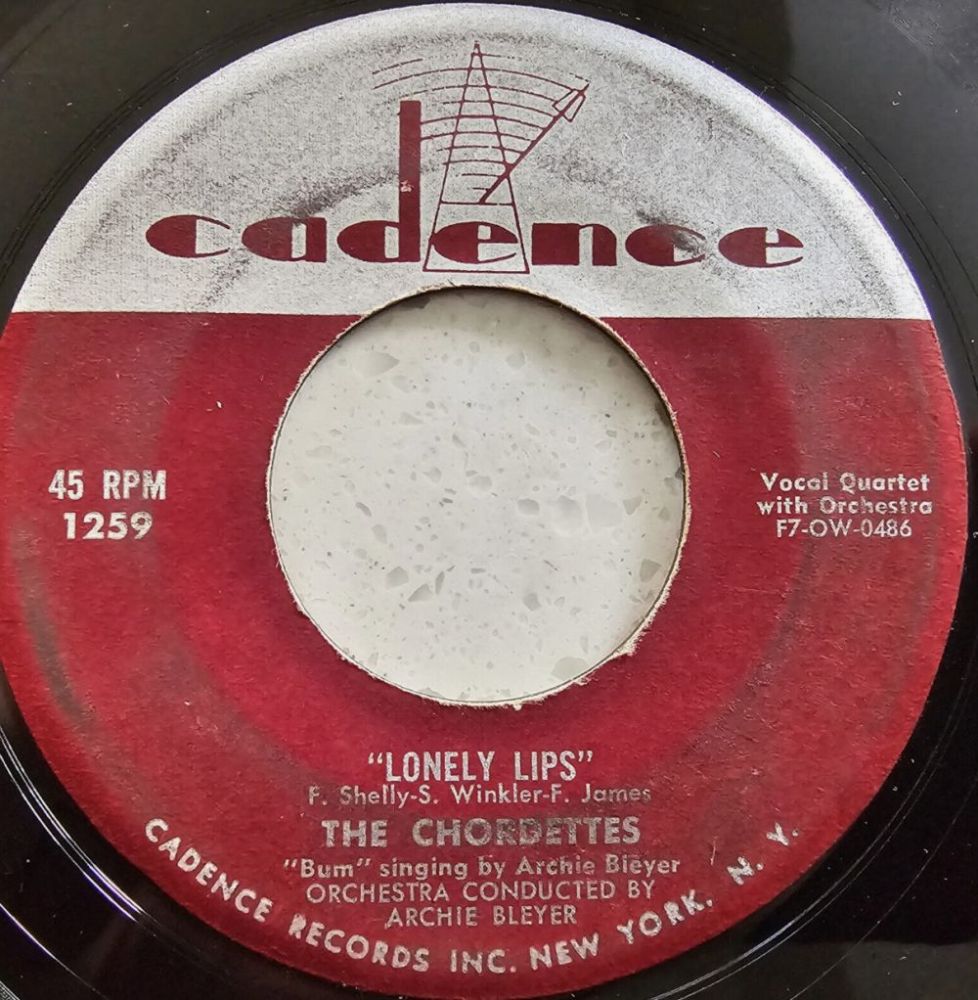 cadence
45 RPM
1259
Vocal Quartet
with Orchestra
F7-OW-0486
"LONELY LIPS"
F. Shelly-S. Winkler-F. James
THE CHORDETTES
"Bum" singing by Archie Bleyer
ORCHESTRA CONDUCTED BY
ARCHIE BLEYER
CADENCE RECORDS INC. NEW YORK, N. Y.